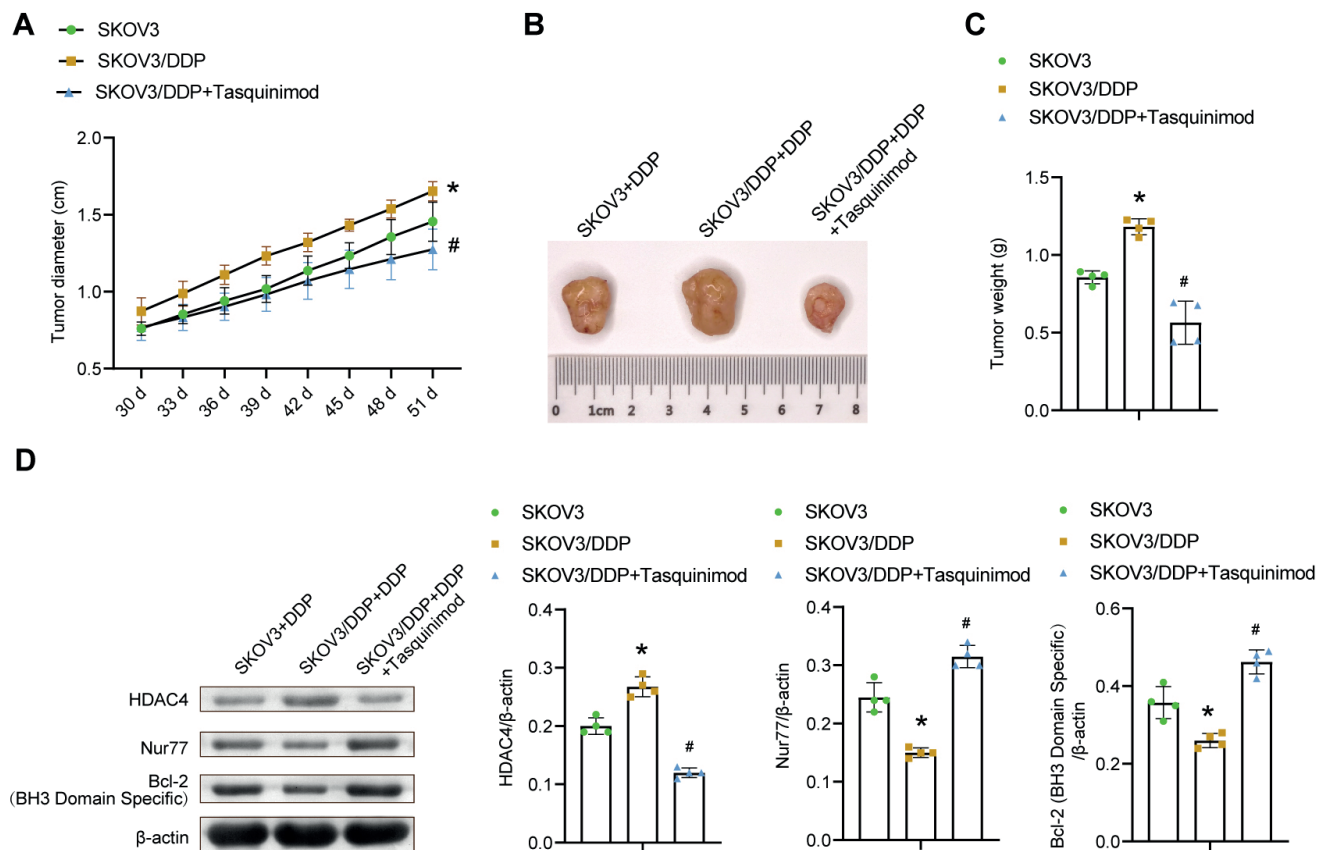 A
SKOV3
SKOV3/DDP
SKOV3/DDP+Tasquinimod
Tumor diameter (cm)
2.0
1.5
1.0
0.5
30 d
33 d
36 d
39 d
42 d
45 d
48 d
51 d
*
#
B
SKOV3+DDP
SKOV3/DDP+DDP
SKOV3/DDP+DDP
+Tasquinimod
0 1cm 2 3 4 5 6 7 8
C
SKOV3
SKOV3/DDP
SKOV3/DDP+Tasquinimod
Tumor weight (g)
1.5
1.0
0.5
0.0
*
#
D
SKOV3+DDP
SKOV3/DDP+DDP
SKOV3/DDP+DDP
+Tasquinimod
HDAC4
Nur77
Bcl-2
(BH3 Domain Specific)
β-actin
SKOV3
SKOV3/DDP
SKOV3/DDP+Tasquinimod
HDAC4/β-actin
0.4
0.3
0.2
0.1
0.0
*
#
SKOV3
SKOV3/DDP
SKOV3/DDP+Tasquinimod
Nur77/β-actin
0.4
0.3
0.2
0.1
0.0
*
#
SKOV3
SKOV3/DDP
SKOV3/DDP+Tasquinimod
Bcl-2 (BH3 Domain Specific)
/β-actin
0.6
0.4
0.2
0.0
*
#